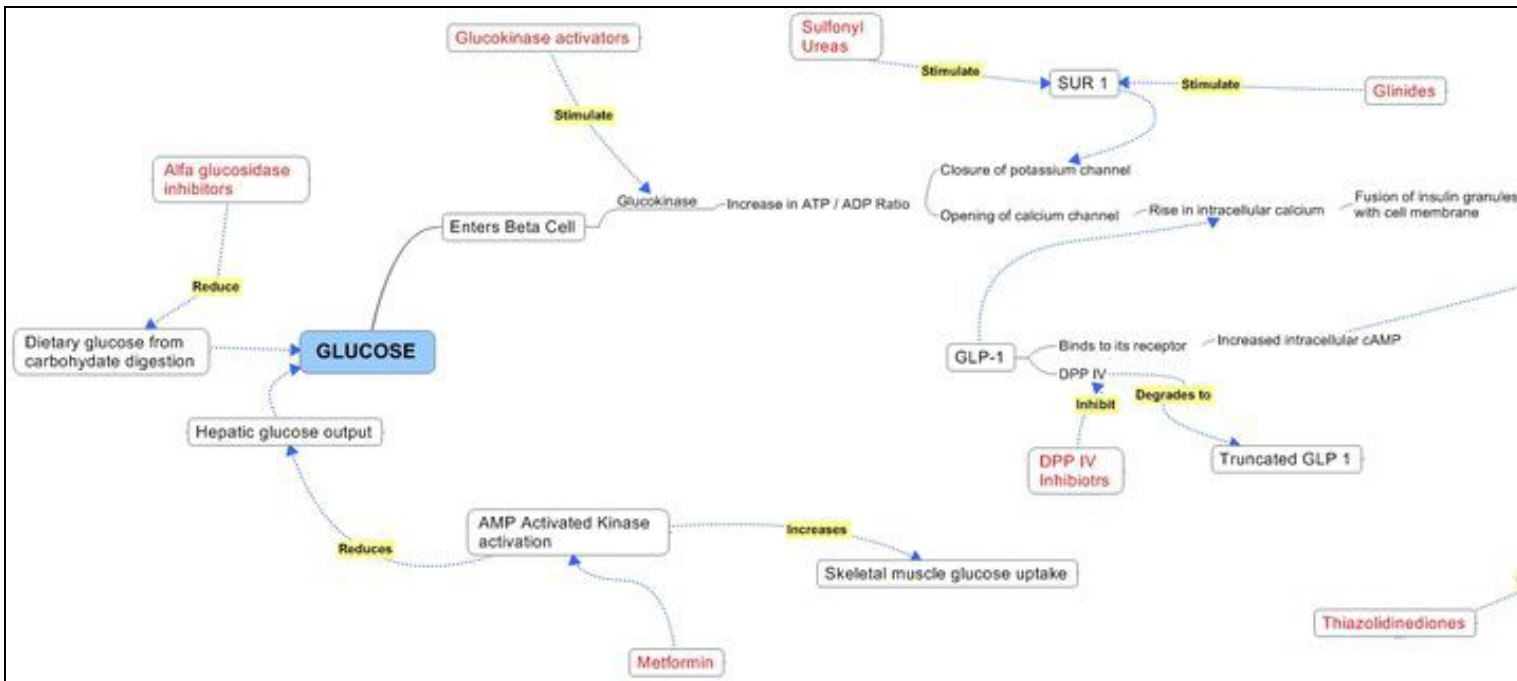 Glucokinase activators
Sulfonyl
Ureas
Stimulate
SUR 1
Stimulate
Glinides
Stimulate
Alfa glucosidase
inhibitors
Closure of potassium channel
Glucokinase
Increase in ATP / ADP Ratio
Opening of calcium channel
Rise in intracellular calcium
Fusion of insulin granules
with cell membrane
Enters Beta Cell
Reduce
Dietary glucose from
carbohydate digestion
GLUCOSE
GLP-1
Binds to its receptor
Increased intracellular cAMP
DPP IV
Inhibit
Degrades to
Hepatic glucose output
DPP IV
Inhibiotrs
Truncated GLP 1
AMP Activated Kinase
activation
Increases
Reduces
Skeletal muscle glucose uptake
Thiazolidinediones
Metformin